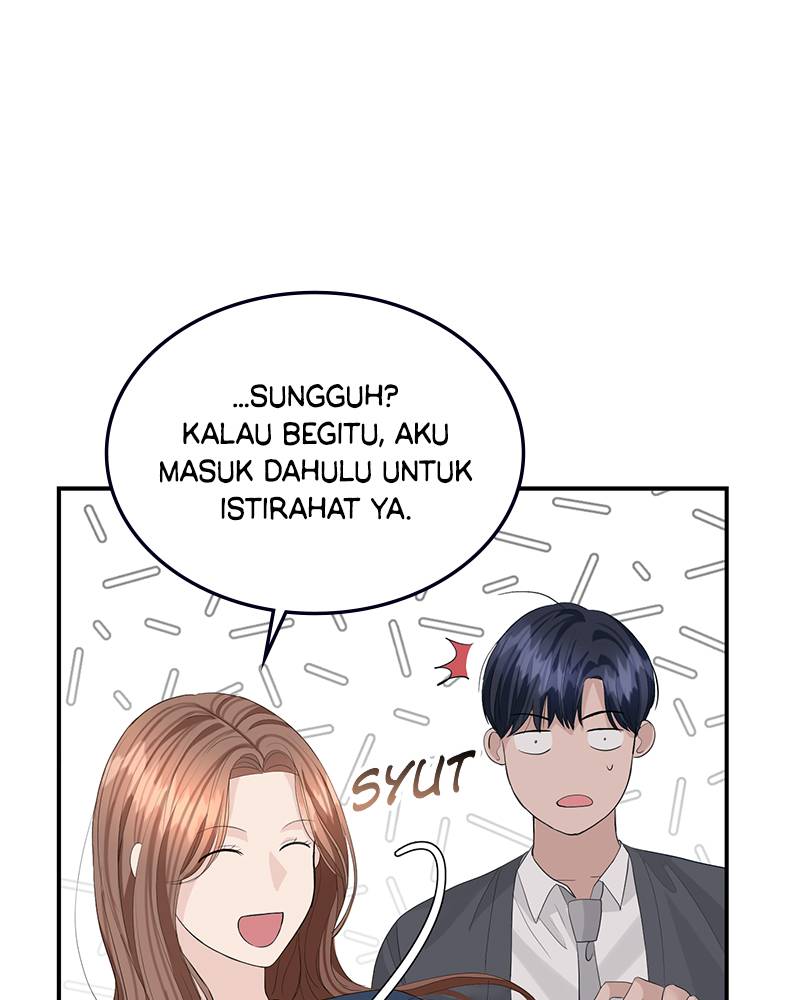 ...SUNGGUH?
KALAU BEGITU, AKU
MASUK DAHULU UNTUK
ISTIRAHAT YA.
SYUT